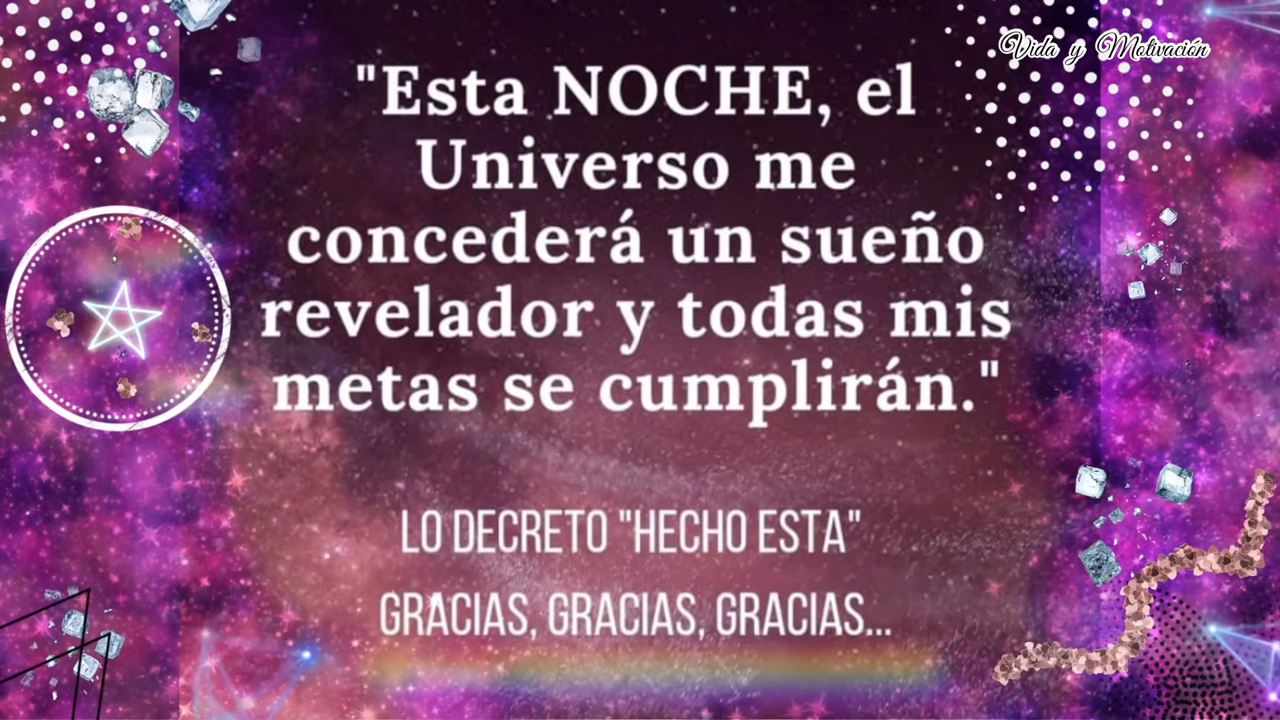 Vida y Motivación
"Esta NOCHE, el
Universo me
concederá un sueño
revelador y todas mis
metas se cumplirán."
LO DECRETO "HECHO ESTA"
GRACIAS, GRACIAS, GRACIAS...